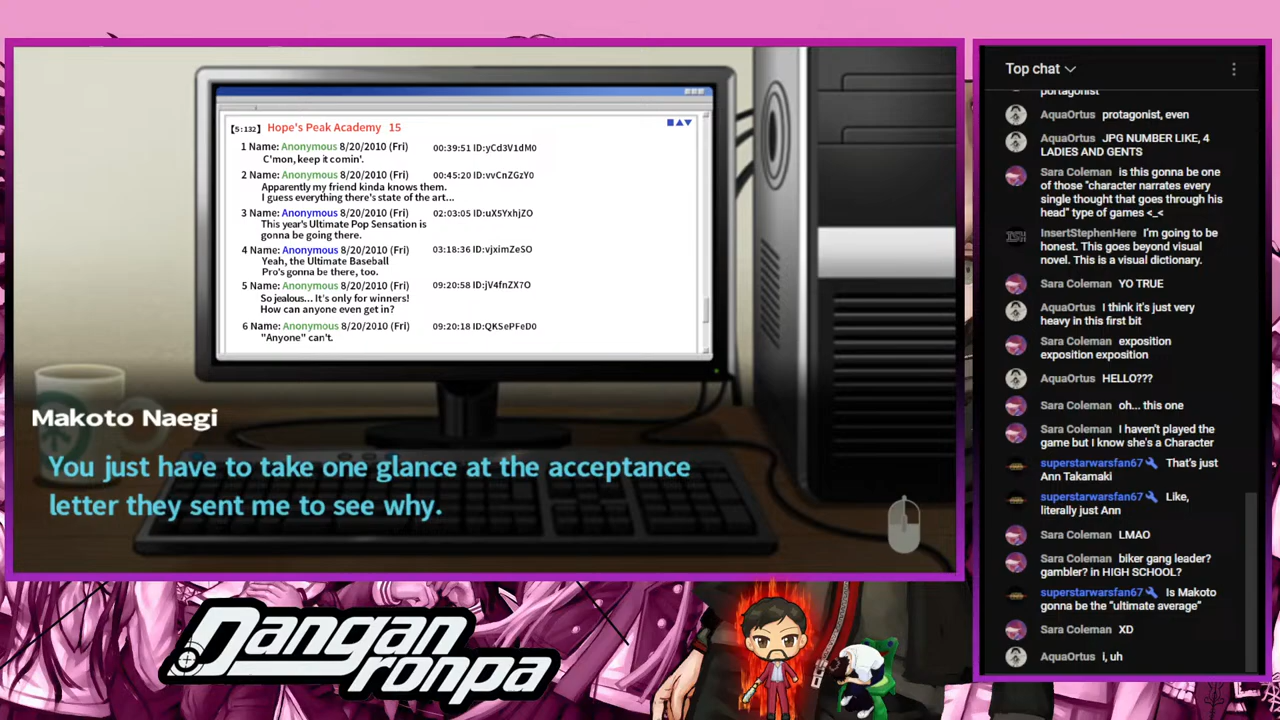 【5:132】 Hope's Peak Academy 15
1 Name: Anonymous 8/20/2010 (Fri) 00:39:51 ID:yCd3V1dM0
C'mon, keep it comin'.
2 Name: Anonymous 8/20/2010 (Fri) 00:45:20 ID:vvCnZGzY0
Apparently my friend kinda knows them.
I guess everything there's state of the art...
3 Name: Anonymous 8/20/2010 (Fri) 02:03:05 ID:uX5YxhjZO
This year's Ultimate Pop Sensation is
gonna be going there.
4 Name: Anonymous 8/20/2010 (Fri) 03:18:36 ID:vjximZeSO
Yeah, the Ultimate Baseball
Pro's gonna be there, too.
5 Name: Anonymous 8/20/2010 (Fri) 09:20:58 ID:jV4fnZX7O
So jealous... It's only for winners!
How can anyone even get in?
6 Name: Anonymous 8/20/2010 (Fri) 09:20:18 ID:QKSePFeD0
"Anyone" can't.
Makoto Naegi
You just have to take one glance at the acceptance
letter they sent me to see why.
Dangan
ronpa
Top chat
portagonist
AquaOrtus protagonist, even
AquaOrtus JPG NUMBER LIKE, 4
LADIES AND GENTS
Sara Coleman is this gonna be one
of those "character narrates every
single thought that goes through his
head" type of games <_<
InsertStephenHere I'm going to be
honest. This goes beyond visual
novel. This is a visual dictionary.
Sara Coleman YO TRUE
AquaOrtus I think it's just very
heavy in this first bit
Sara Coleman exposition
exposition exposition
AquaOrtus HELLO???
Sara Coleman oh... this one
Sara Coleman I haven't played the
game but I know she's a Character
superstarwarsfan67 That's just
Ann Takamaki
superstarwarsfan67 Like,
literally just Ann
Sara Coleman LMAO
Sara Coleman biker gang leader?
gambler? in HIGH SCHOOL?
superstarwarsfan67 Is Makoto
gonna be the "ultimate average"
Sara Coleman XD
AquaOrtus i, uh